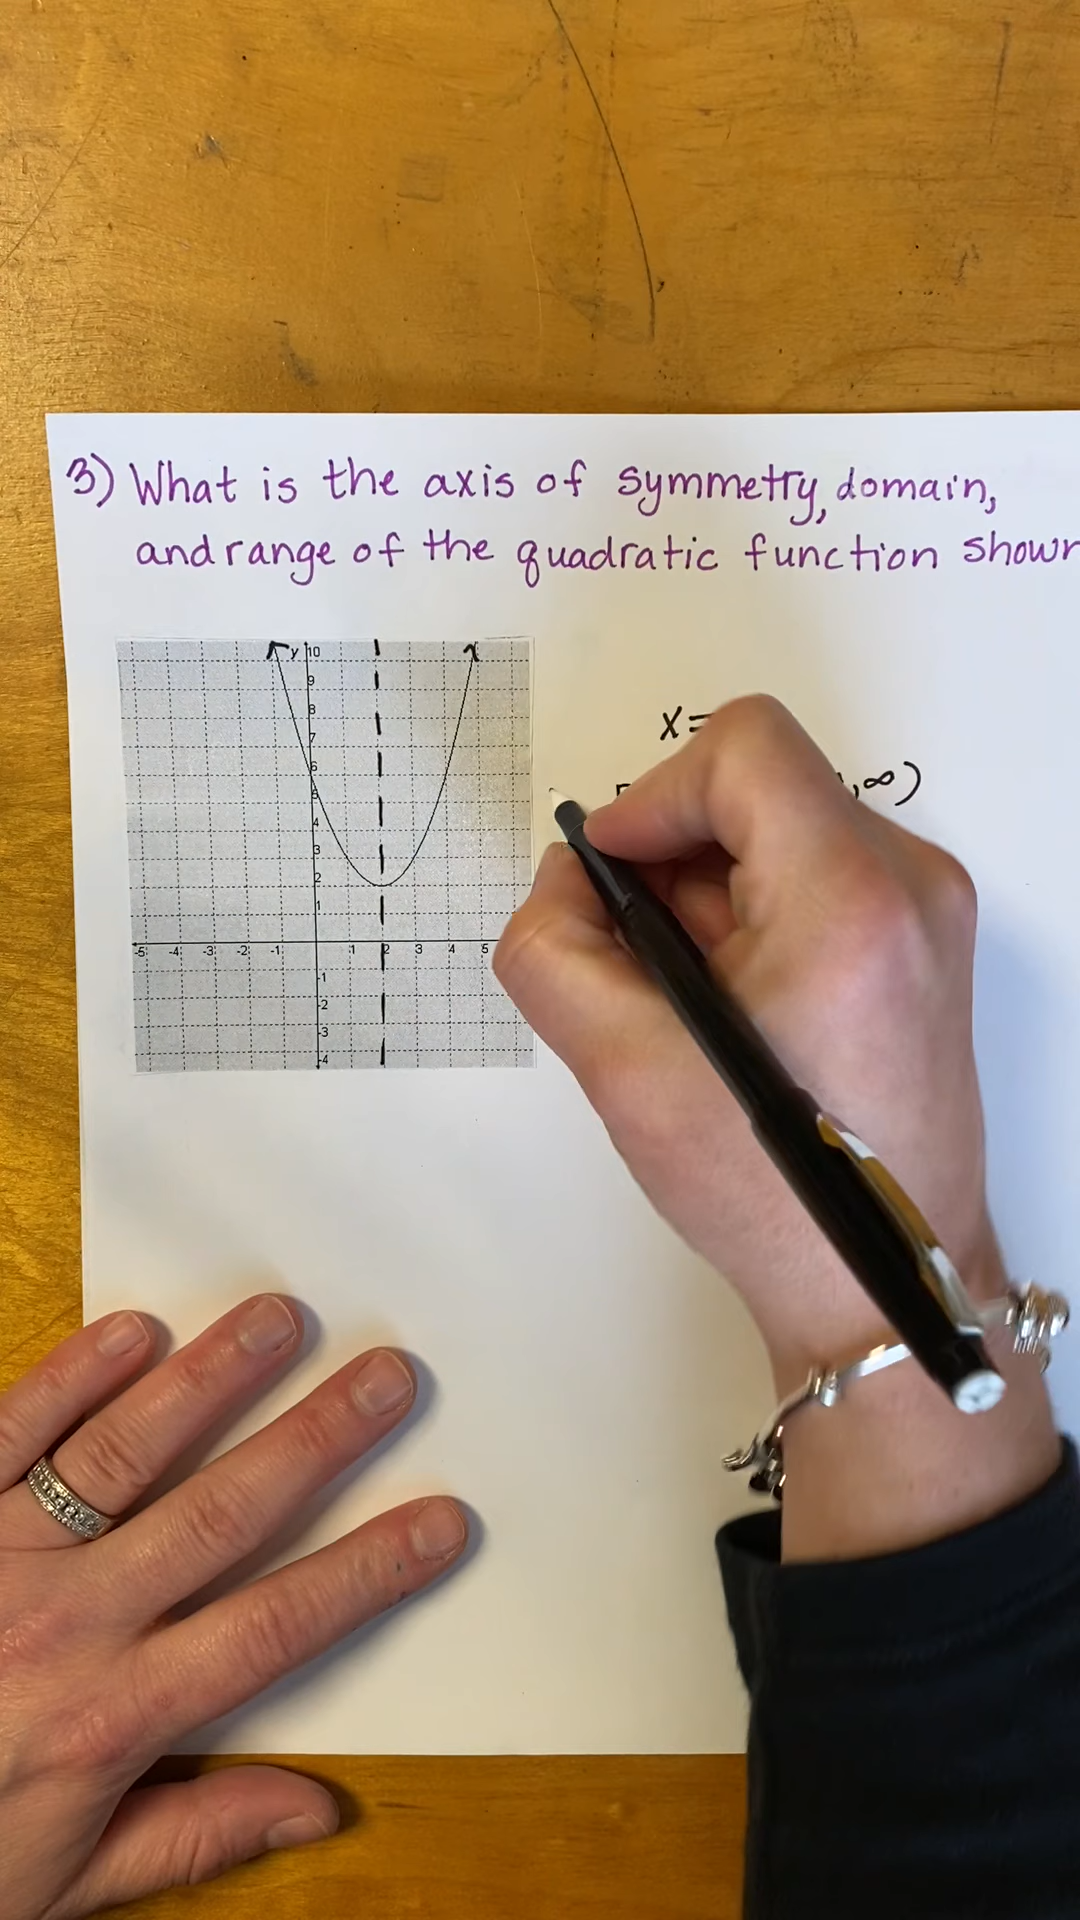 3) What is the axis of symmetry, domain,
and range of the quadratic function shown
y 10
9
8
7
6
5
4
3
2
1
-5 -4 -3 -2 -1 1 2 3 4 5
-1
-2
-3
-4
x=
,∞)